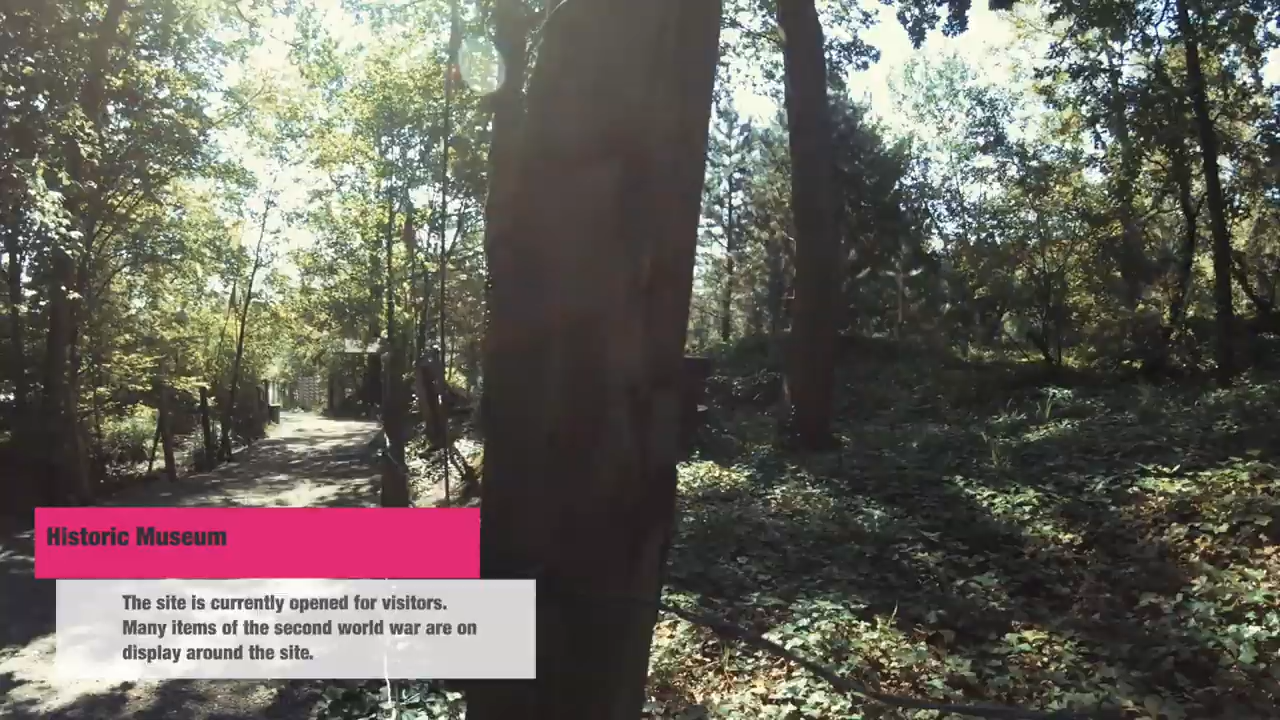 Historic Museum
The site is currently opened for visitors.
Many items of the second world war are on
display around the site.